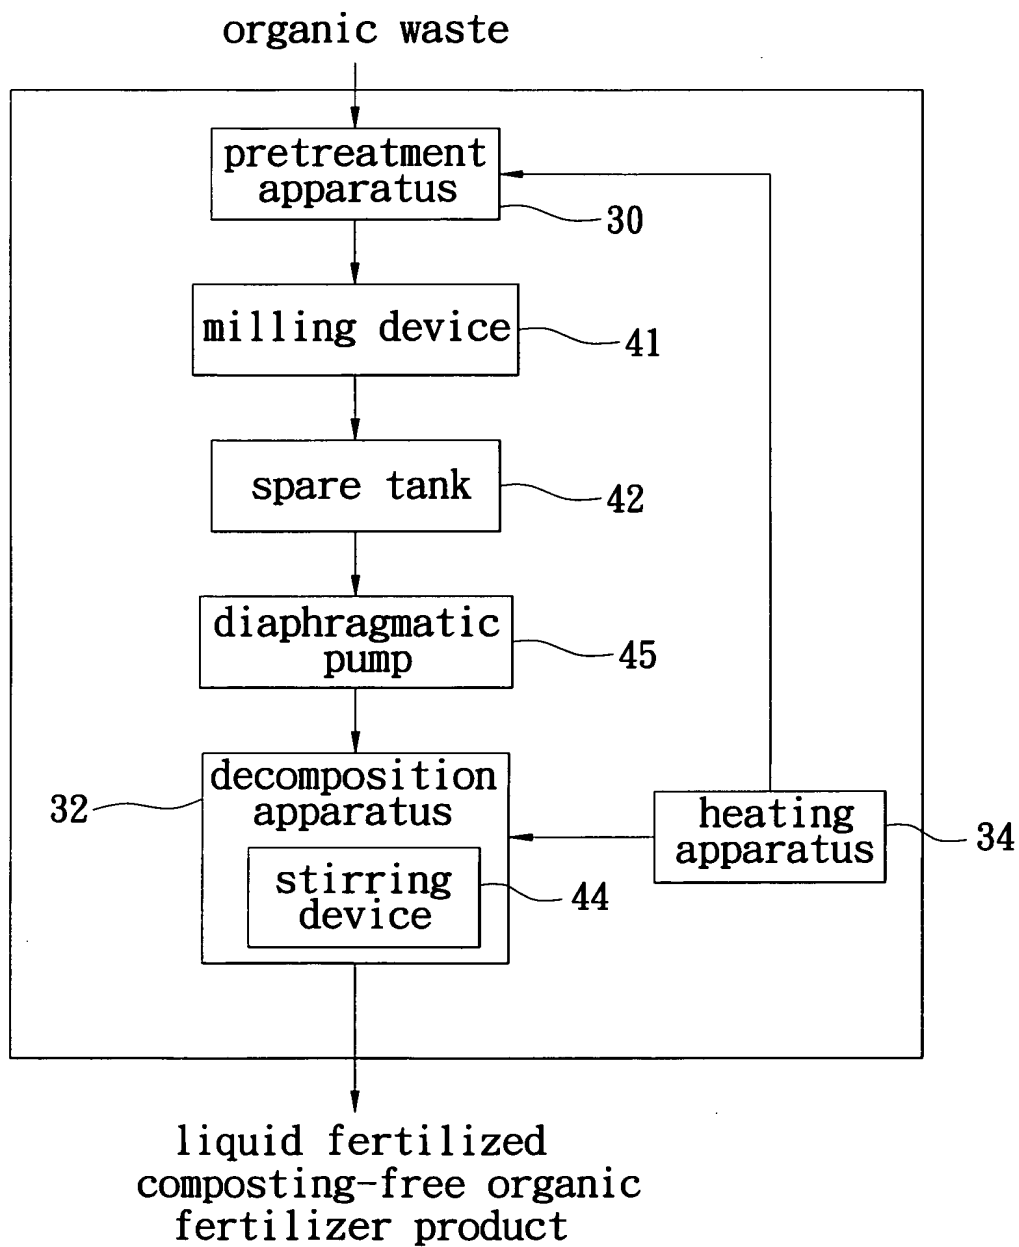 organic waste
pretreatment
apparatus
30
milling device
41
spare tank
42
diaphragmatic
pump
45
decomposition
apparatus
32
stirring
device
44
heating
apparatus
34
liquid fertilized
composting-free organic
fertilizer product